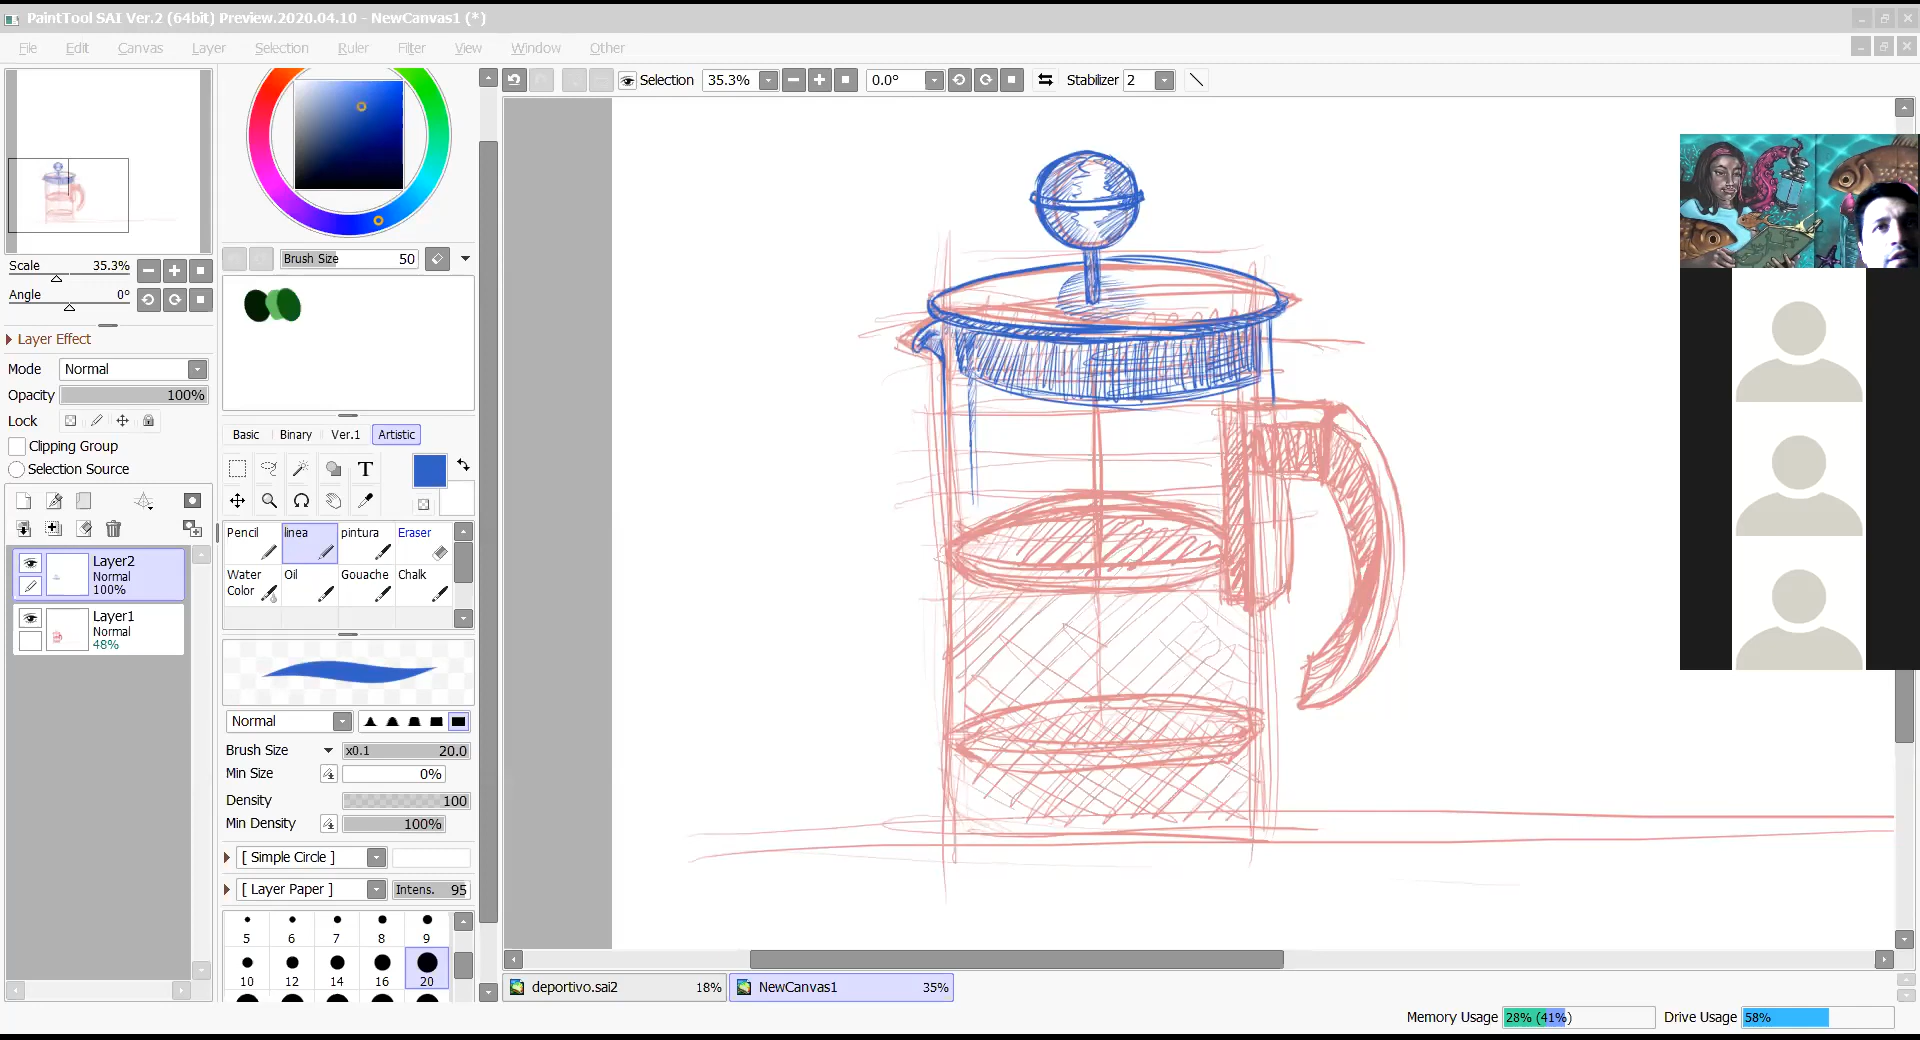 PaintTool SAI Ver.2 (64bit) Preview.2020.04.10 - NewCanvas1 (*)
File Edit Canvas Layer Selection Ruler Filter View Window Other
Selection 35.3% 0.0° Stabilizer 2
Scale 35.3%
Angle 0°
Layer Effect
Mode Normal
Opacity 100%
Lock
Clipping Group
Selection Source
Layer2
Normal
100%
Layer1
Normal
48%
Brush Size 50
Basic Binary Ver.1 Artistic
T
Pencil linea pintura Eraser
Water Color Oil Gouache Chalk
Normal
Brush Size x0.1 20.0
Min Size 0%
Density 100
Min Density 100%
[ Simple Circle ]
[ Layer Paper ] Intens. 95
5 6 7 8 9
10 12 14 16 20
deportivo.sai2 18% NewCanvas1 35%
Memory Usage 28% (41%) Drive Usage 58%